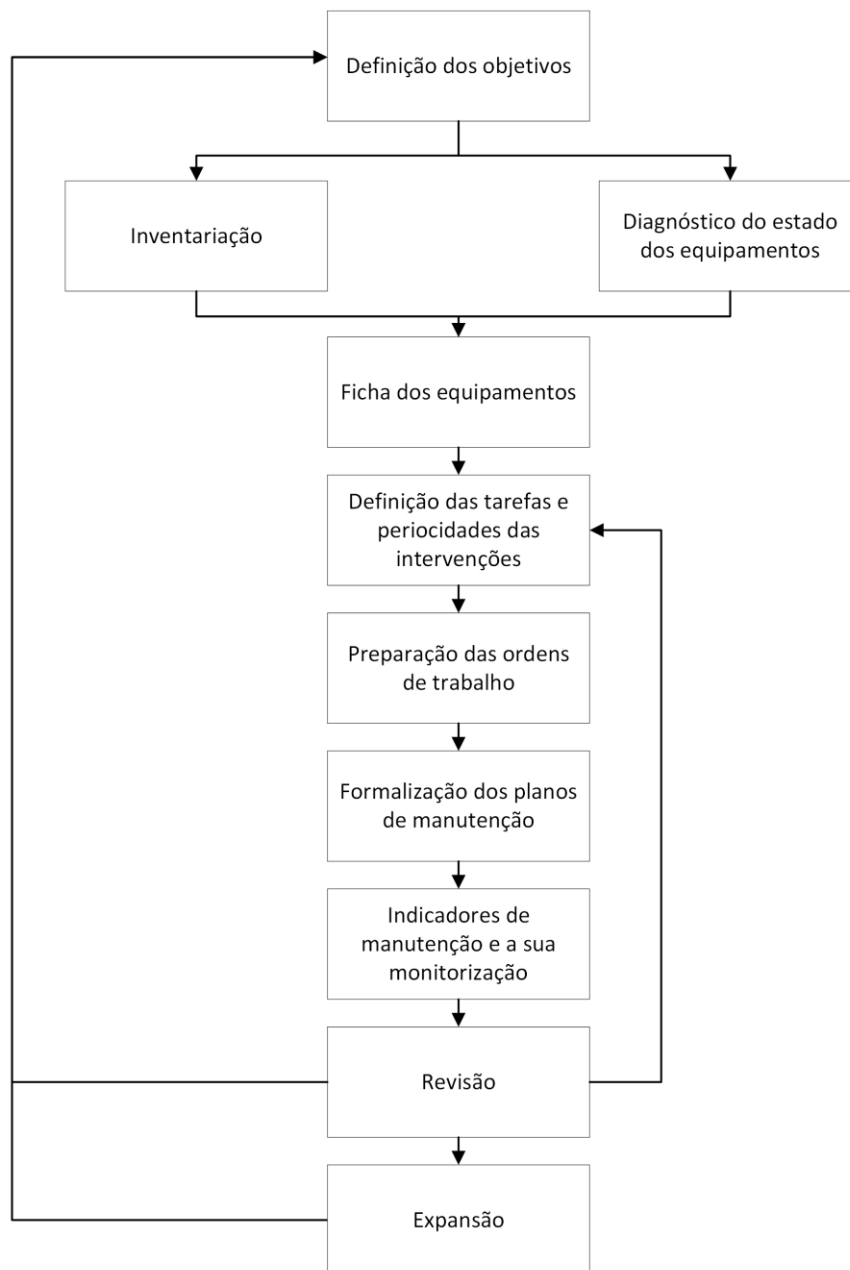 Definição dos objetivos
Inventariação
Diagnóstico do estado
dos equipamentos
Ficha dos equipamentos
Definição das tarefas e
periocidades das
intervenções
Preparação das ordens
de trabalho
Formalização dos planos
de manutenção
Indicadores de
manutenção e a sua
monitorização
Revisão
Expansão